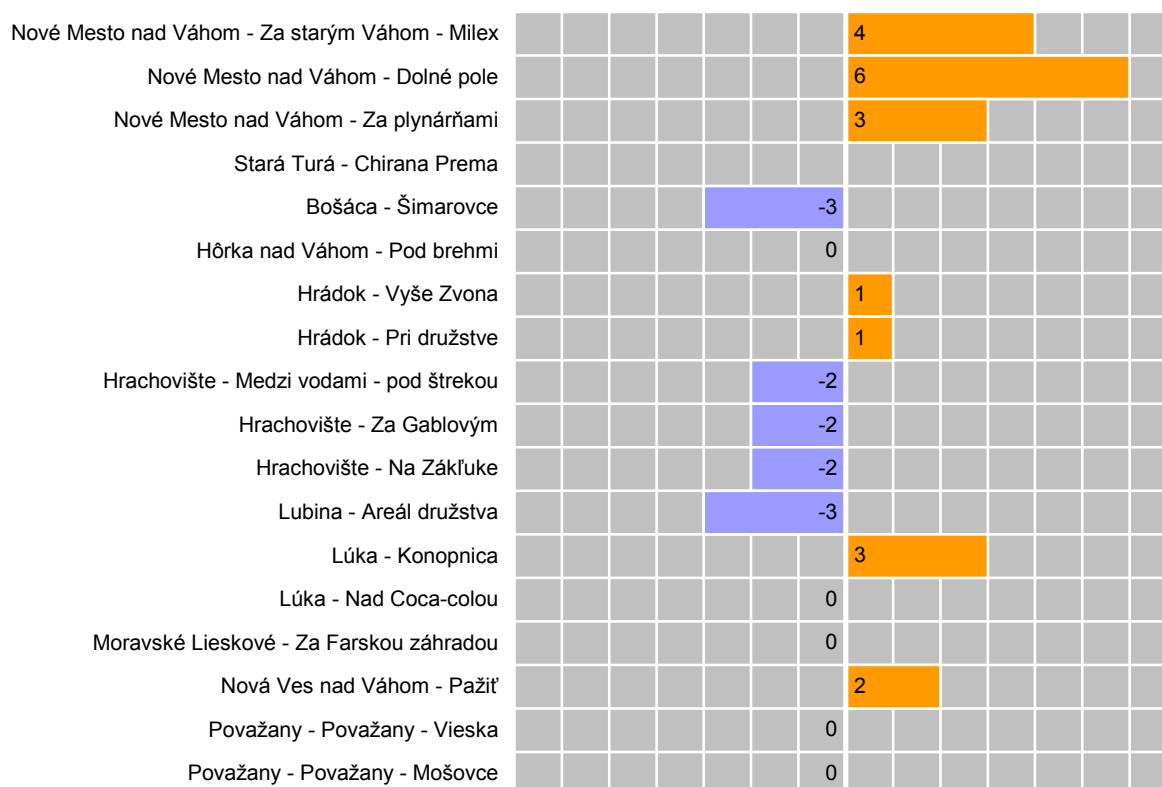 Nové Mesto nad Váhom - Za starým Váhom - Milex 4
Nové Mesto nad Váhom - Dolné pole 6
Nové Mesto nad Váhom - Za plynárňami 3
Stará Turá - Chirana Prema
Bošáca - Šimarovce -3
Hôrka nad Váhom - Pod brehmi 0
Hrádok - Vyše Zvona 1
Hrádok - Pri družstve 1
Hrachovište - Medzi vodami - pod štrekou -2
Hrachovište - Za Gablovým -2
Hrachovište - Na Zákľuke -2
Lubina - Areál družstva -3
Lúka - Konopnica 3
Lúka - Nad Coca-colou 0
Moravské Lieskové - Za Farskou záhradou 0
Nová Ves nad Váhom - Pažiť 2
Považany - Považany - Vieska 0
Považany - Považany - Mošovce 0